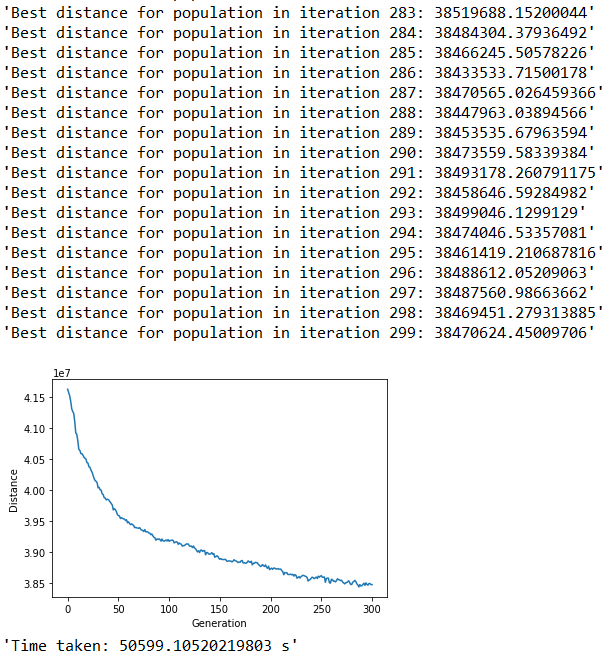 'Best distance for population in iteration 283: 38519688.15200044'
'Best distance for population in iteration 284: 38484304.37936492'
'Best distance for population in iteration 285: 38466245.50578226'
'Best distance for population in iteration 286: 38433533.71500178'
'Best distance for population in iteration 287: 38470565.026459366'
'Best distance for population in iteration 288: 38447963.03894566'
'Best distance for population in iteration 289: 38453535.67963594'
'Best distance for population in iteration 290: 38473559.58339384'
'Best distance for population in iteration 291: 38493178.260791175'
'Best distance for population in iteration 292: 38458646.59284982'
'Best distance for population in iteration 293: 38499046.1299129'
'Best distance for population in iteration 294: 38474046.53357081'
'Best distance for population in iteration 295: 38461419.210687816'
'Best distance for population in iteration 296: 38488612.05209063'
'Best distance for population in iteration 297: 38487560.98663662'
'Best distance for population in iteration 298: 38469451.279313885'
'Best distance for population in iteration 299: 38470624.45009706'
1e7
4.15
4.10
4.05
4.00
3.95
3.90
3.85
Distance
0 50 100 150 200 250 300
Generation
'Time taken: 50599.10520219803 s'